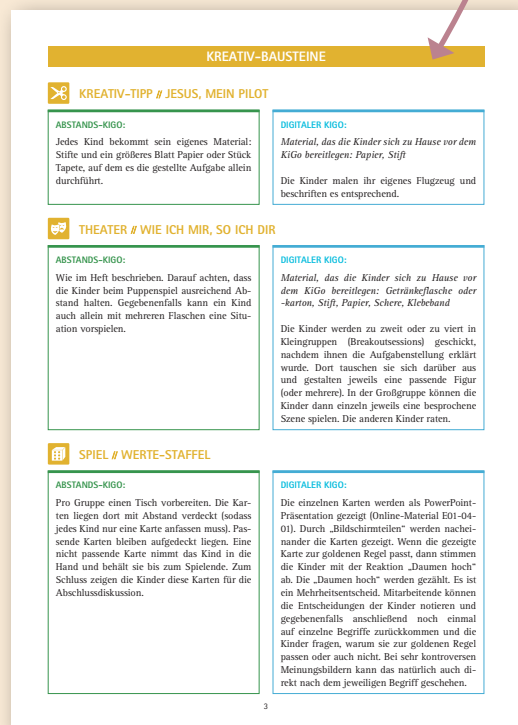 KREATIV-BAUSTEINE
KREATIV-TIPP // JESUS, MEIN PILOT
ABSTANDS-KIGO:
Jedes Kind bekommt sein eigenes Material:
Stifte und ein größeres Blatt Papier oder Stück
Tapete, auf dem es die gestellte Aufgabe allein
durchführt.
DIGITALER KIGO:
Material, das die Kinder sich zu Hause vor dem
KiGo bereitlegen: Papier, Stift
Die Kinder malen ihr eigenes Flugzeug und
beschriften es entsprechend.
THEATER // WIE ICH MIR, SO ICH DIR
ABSTANDS-KIGO:
Wie im Heft beschrieben. Darauf achten, dass
die Kinder beim Puppenspiel ausreichend Ab-
stand halten. Gegebenenfalls kann ein Kind
auch allein mit mehreren Flaschen eine Situ-
ation vorspielen.
DIGITALER KIGO:
Material, das die Kinder sich zu Hause vor
dem KiGo bereitlegen: Getränkeflasche oder
-karton, Stift, Papier, Schere, Klebeband
Die Kinder werden zu zweit oder zu viert in
Kleingruppen (Breakoutsessions) geschickt,
nachdem ihnen die Aufgabenstellung erklärt
wurde. Dort tauschen sie sich darüber aus
und gestalten jeweils eine passende Figur
(oder mehrere). In der Großgruppe können die
Kinder dann einzeln jeweils eine besprochene
Szene spielen. Die anderen Kinder raten.
SPIEL // WERTE-STAFFEL
ABSTANDS-KIGO:
Pro Gruppe einen Tisch vorbereiten. Die Kar-
ten liegen dort mit Abstand verdeckt (sodass
jedes Kind nur eine Karte anfassen muss). Pas-
sende Karten bleiben aufgedeckt liegen. Eine
nicht passende Karte nimmt das Kind in die
Hand und behält sie bis zum Spielende. Zum
Schluss zeigen die Kinder diese Karten für die
Abschlussdiskussion.
DIGITALER KIGO:
Die einzelnen Karten werden als PowerPoint-
Präsentation gezeigt (Online-Material E01-04-
01). Durch „Bildschirmteilen" werden nachei-
nander die Karten gezeigt. Wenn die gezeigte
Karte zur goldenen Regel passt, dann stimmen
die Kinder mit der Reaktion „Daumen hoch"
ab. Die „Daumen hoch" werden gezählt. Es ist
ein Mehrheitsentscheid. Mitarbeitende können
die Entscheidungen der Kinder notieren und
gegebenenfalls anschließend noch einmal
auf einzelne Begriffe zurückkommen und die
Kinder fragen, warum sie zur goldenen Regel
passen oder auch nicht. Bei sehr kontroversen
Meinungsbildern kann das natürlich auch di-
rekt nach dem jeweiligen Begriff geschehen.
3